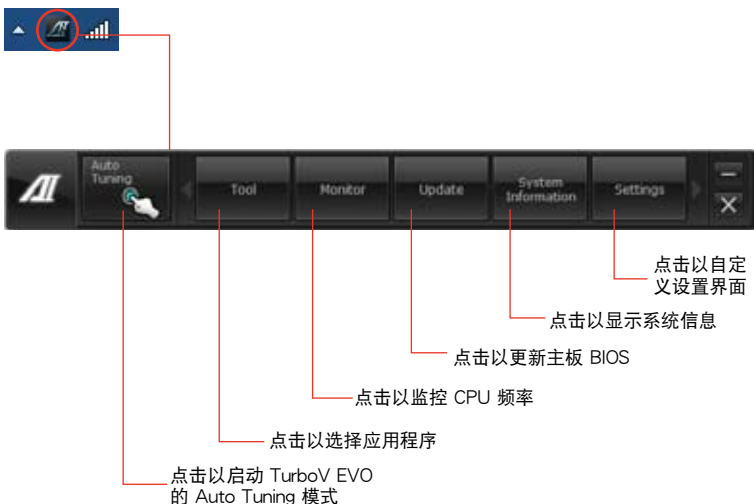 Auto
Tuning
Tool
Monitor
Update
System
Information
Settings
点击以自定
义设置界面
点击以显示系统信息
点击以更新主板 BIOS
点击以监控 CPU 频率
点击以选择应用程序
点击以启动 TurboV EVO
的 Auto Tuning 模式